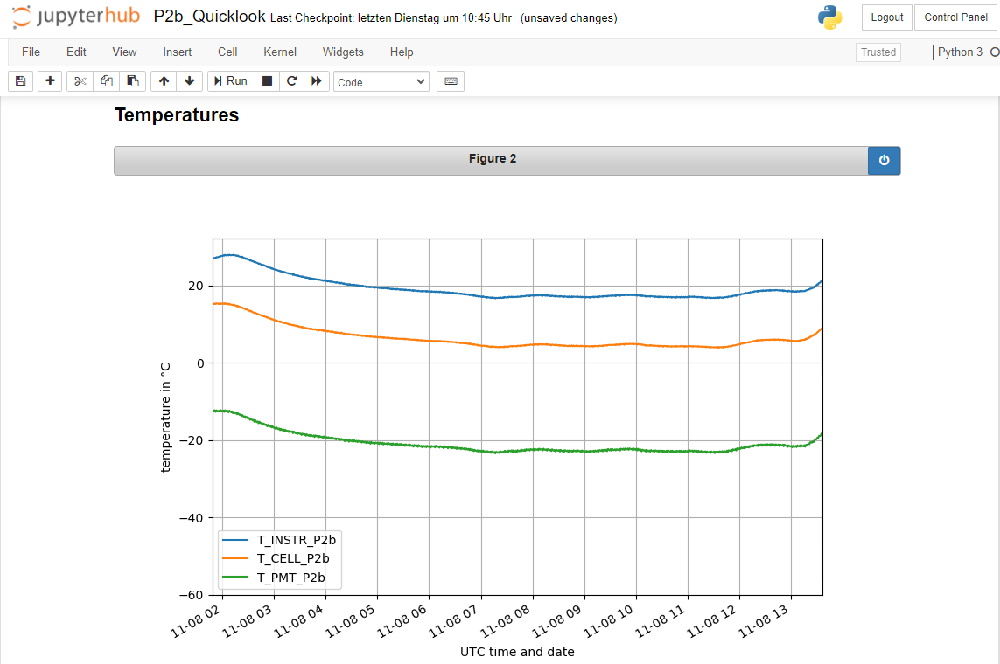 jupyterhub P2b_Quicklook Last Checkpoint: letzten Dienstag um 10:45 Uhr (unsaved changes) Logout Control Panel
File Edit View Insert Cell Kernel Widgets Help Trusted Python 3
Run Code
Temperatures
Figure 2
20
0
−20
−40
−60
temperature in °C
T_INSTR_P2b
T_CELL_P2b
T_PMT_P2b
11-08 02 11-08 03 11-08 04 11-08 05 11-08 06 11-08 07 11-08 08 11-08 09 11-08 10 11-08 11 11-08 12 11-08 13
UTC time and date